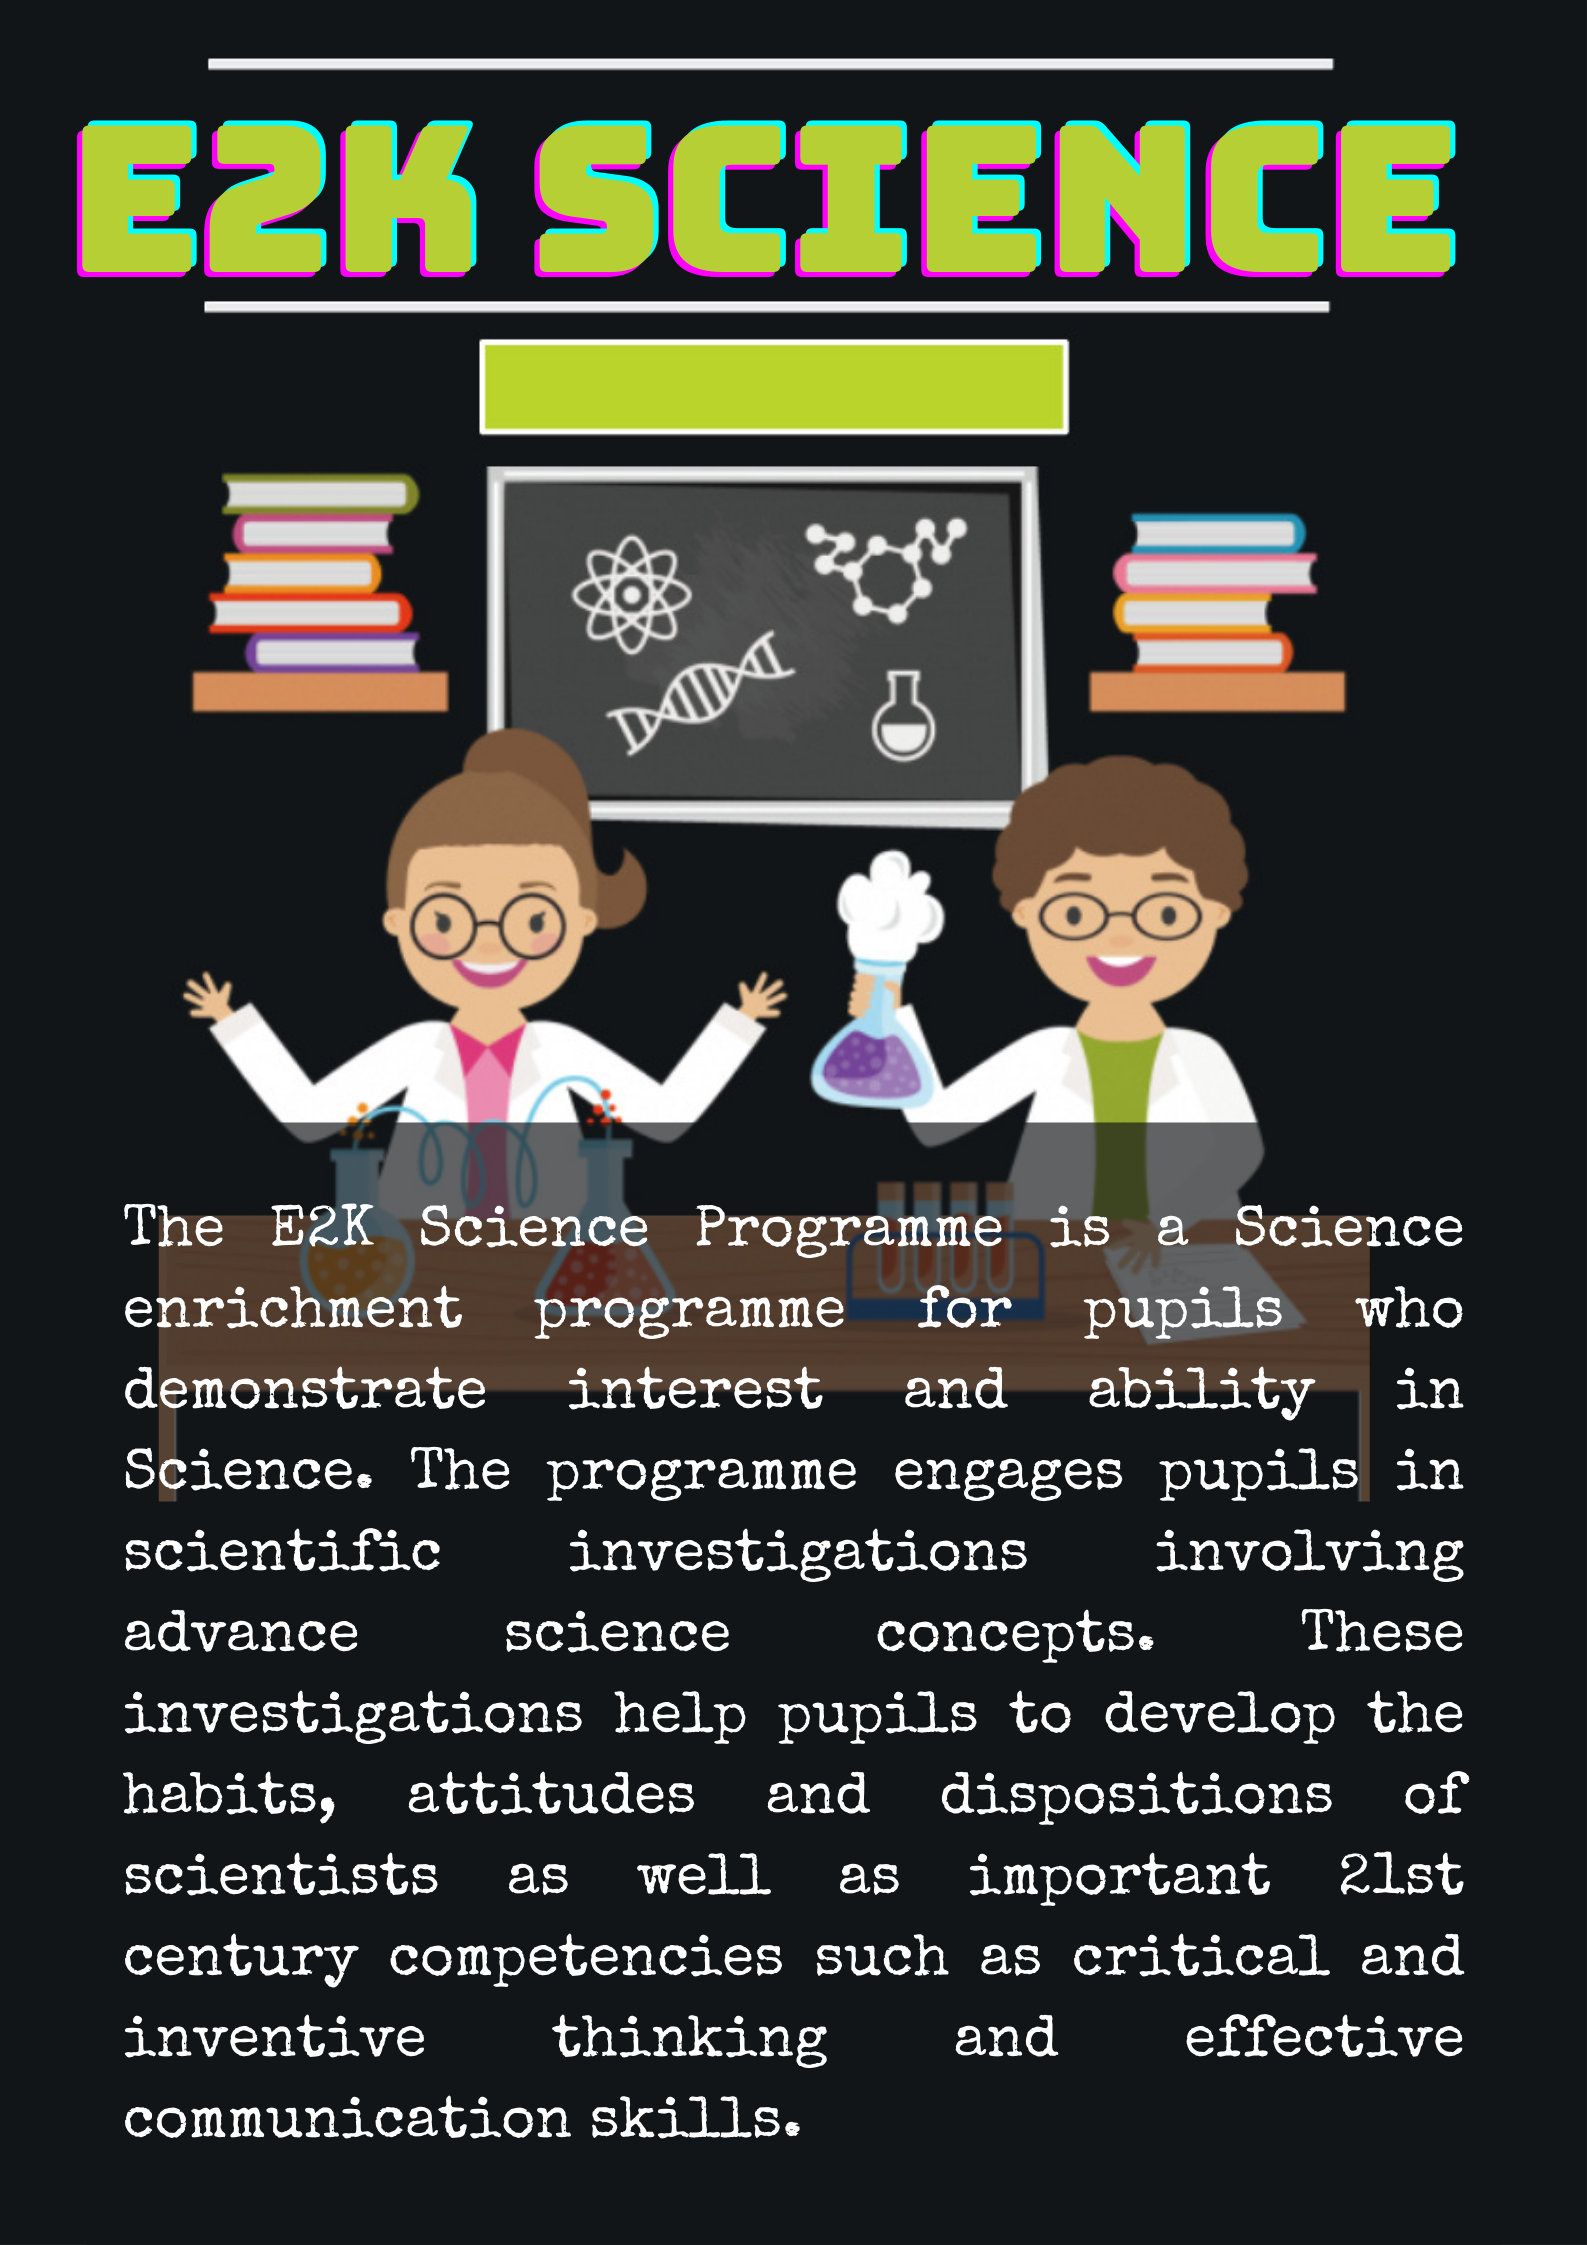 E2K SCIENCE
The E2K Science Programme is a Science
enrichment programme for pupils who
demonstrate interest and ability in
Science. The programme engages pupils in
scientific investigations involving
advance science concepts. These
investigations help pupils to develop the
habits, attitudes and dispositions of
scientists as well as important 21st
century competencies such as critical and
inventive thinking and effective
communication skills.